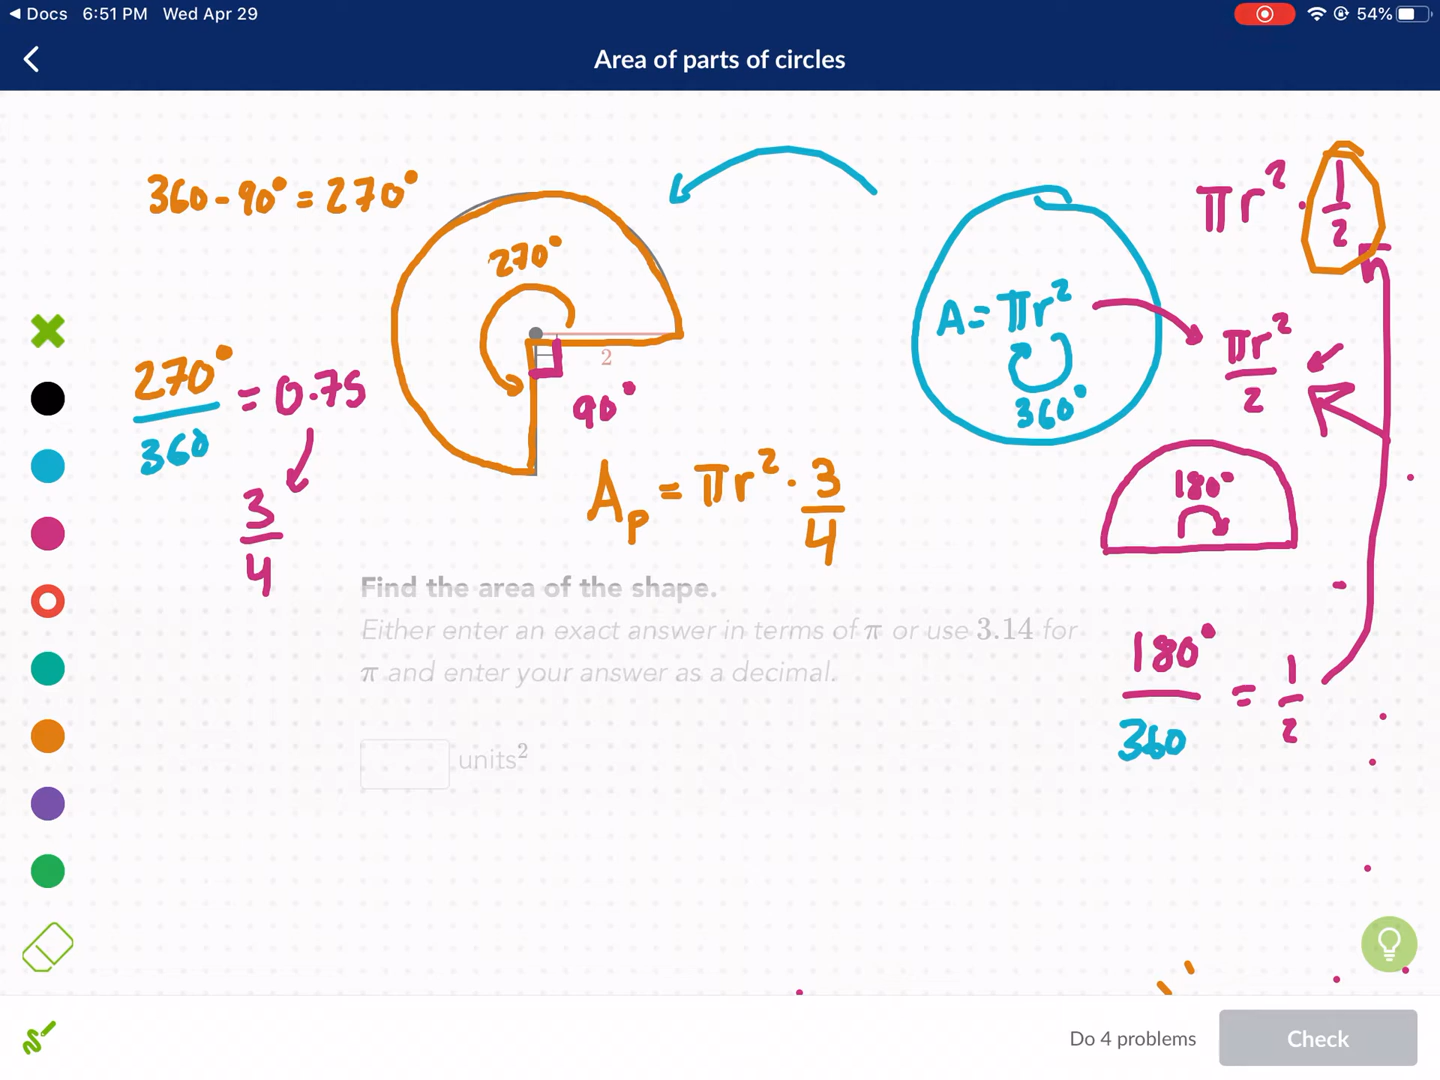 Docs 6:51 PM Wed Apr 29 54%
Area of parts of circles
360 - 90° = 270°
270°
2
90°
270°/360 = 0.75
3/4
A = πr²
360°
πr² · 1/2
πr²/2
180°
Aₚ = πr² · 3/4
180°/360 = 1/2
Find the area of the shape.
Either enter an exact answer in terms of π or use 3.14 for
π and enter your answer as a decimal.
units²
Do 4 problems Check